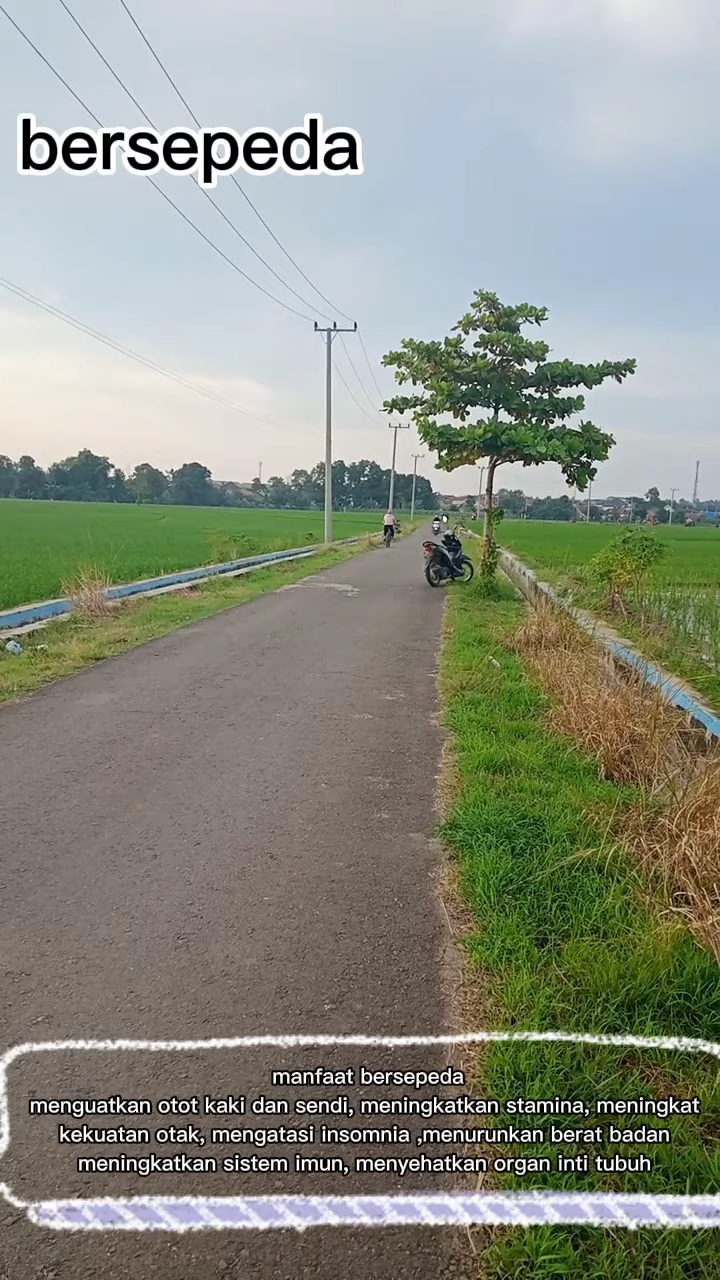 bersepeda
manfaat bersepeda
menguatkan otot kaki dan sendi, meningkatkan stamina, meningkat
kekuatan otak, mengatasi insomnia ,menurunkan berat badan
meningkatkan sistem imun, menyehatkan organ inti tubuh